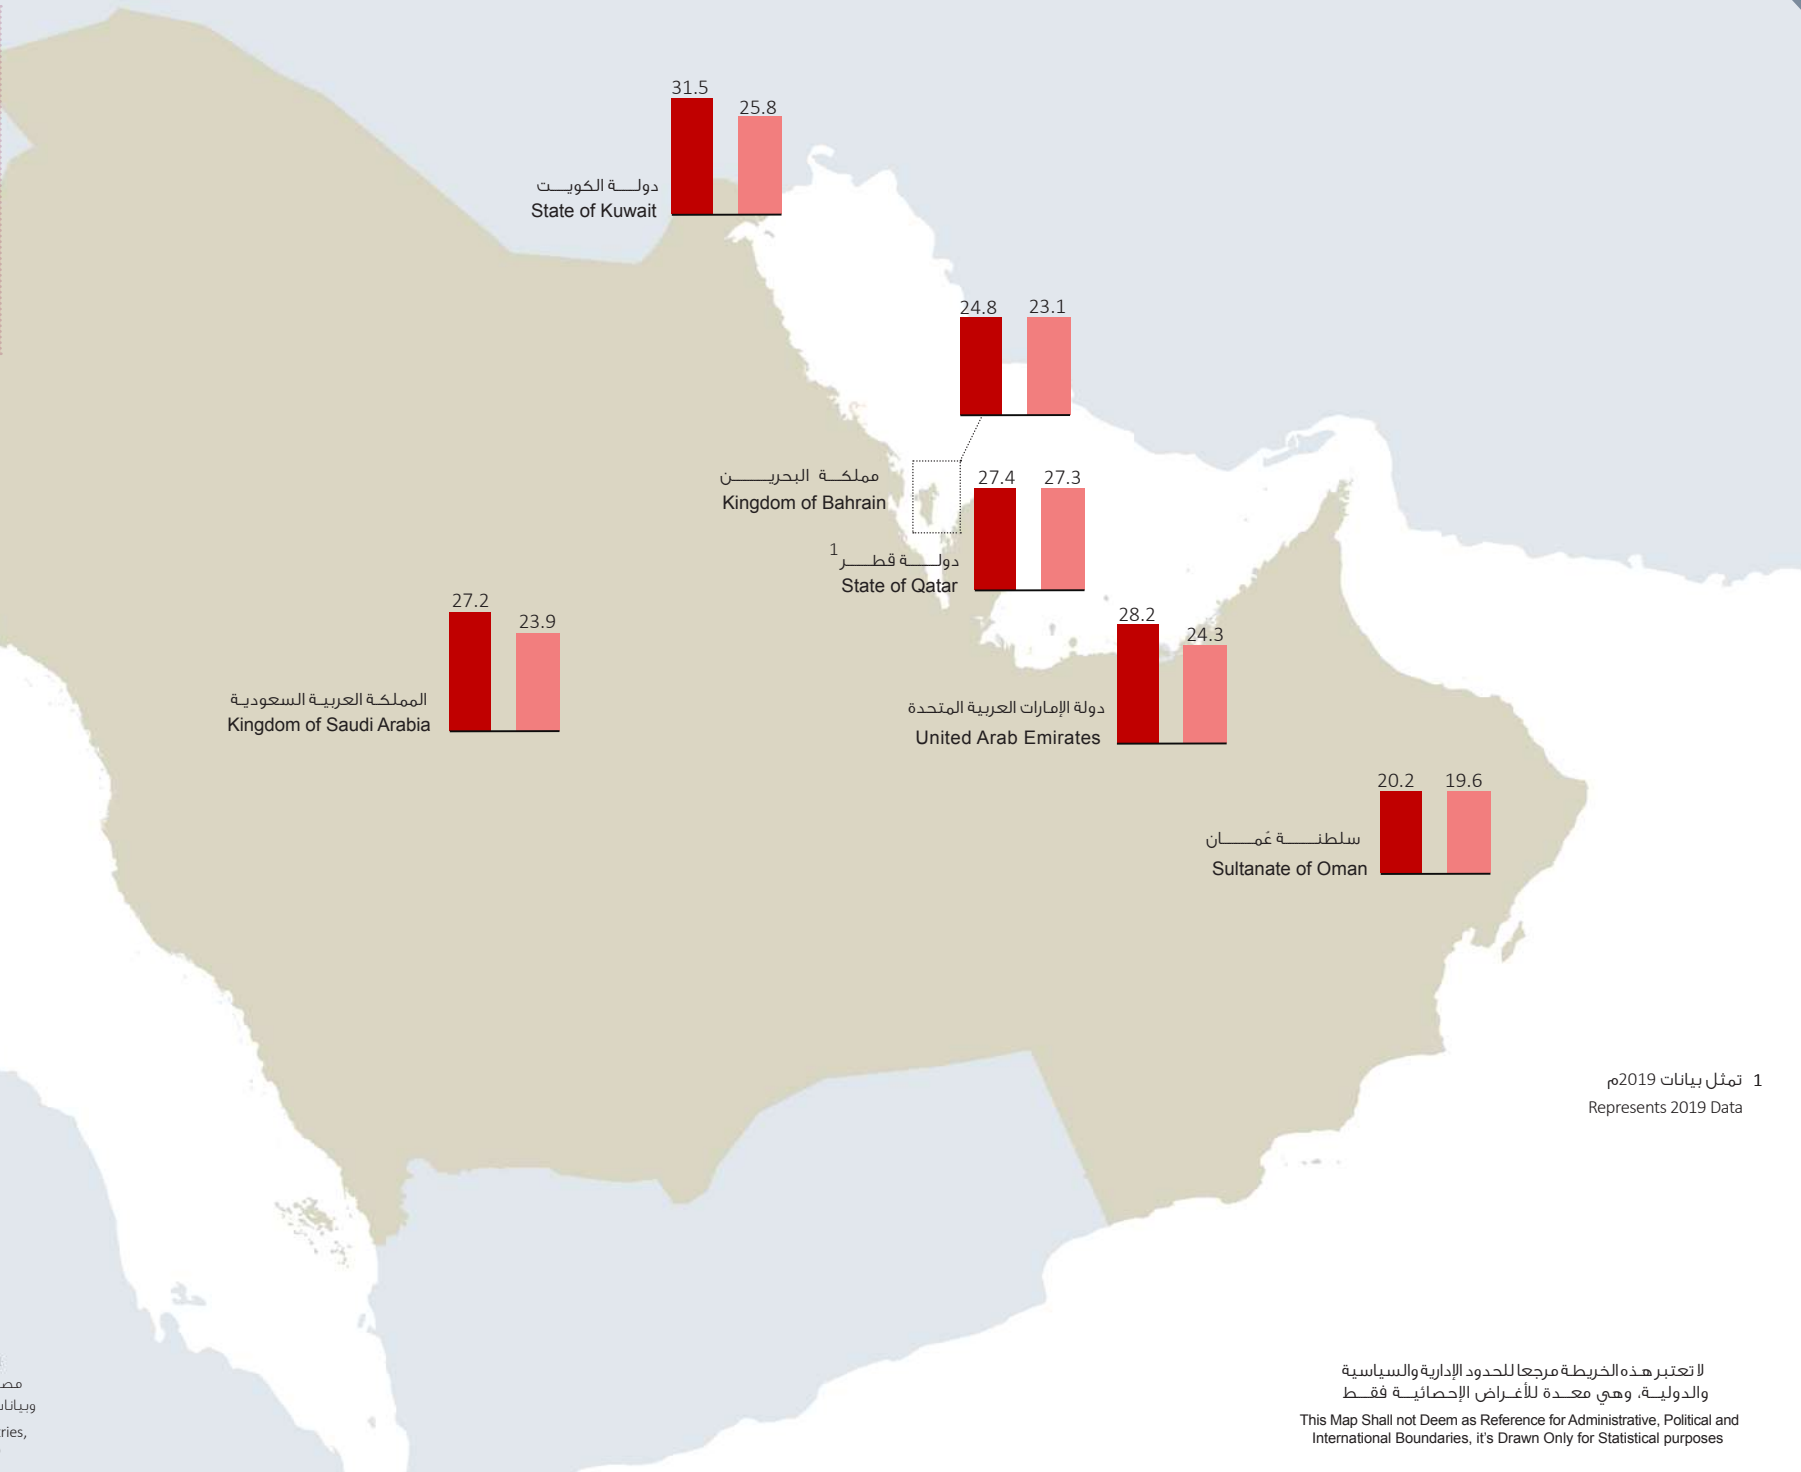 31.5
25.8
دولة الكويت
State of Kuwait
24.8
23.1
مملكة البحرين
Kingdom of Bahrain
27.4
27.3
دولة قطر 1
State of Qatar
27.2
23.9
المملكة العربية السعودية
Kingdom of Saudi Arabia
28.2
24.3
دولة الإمارات العربية المتحدة
United Arab Emirates
20.2
19.6
سلطنة عُمان
Sultanate of Oman
1 تمثل بيانات 2019م
Represents 2019 Data
ries,
لا تعتبر هذه الخريطة مرجعا للحدود الإدارية والسياسية
والدولية، وهي معدة للأغراض الإحصائية فقط
This Map Shall not Deem as Reference for Administrative, Political and
International Boundaries, it's Drawn Only for Statistical purposes